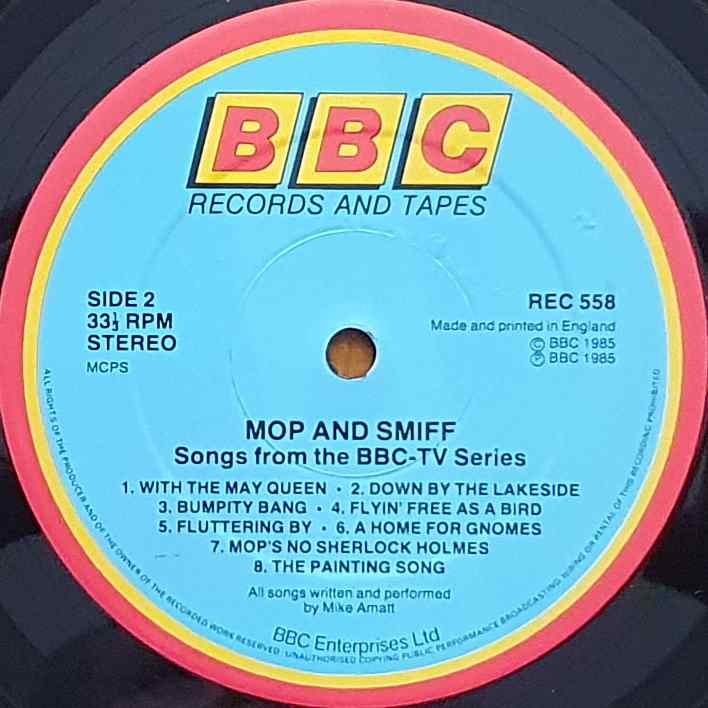 BBC
RECORDS AND TAPES
SIDE 2
33⅓ RPM
STEREO
MCPS
REC 558
Made and printed in England
© BBC 1985
℗ BBC 1985
MOP AND SMIFF
Songs from the BBC-TV Series
1. WITH THE MAY QUEEN · 2. DOWN BY THE LAKESIDE
3. BUMPITY BANG · 4. FLYIN' FREE AS A BIRD
5. FLUTTERING BY · 6. A HOME FOR GNOMES
7. MOP'S NO SHERLOCK HOLMES
8. THE PAINTING SONG
All songs written and performed
by Mike Amatt
BBC Enterprises Ltd
ALL RIGHTS OF THE PRODUCER AND OF THE OWNER OF THE RECORDED WORK RESERVED. UNAUTHORISED COPYING PUBLIC PERFORMANCE BROADCASTING HIRING OR RENTAL OF THIS RECORDING PROHIBITED